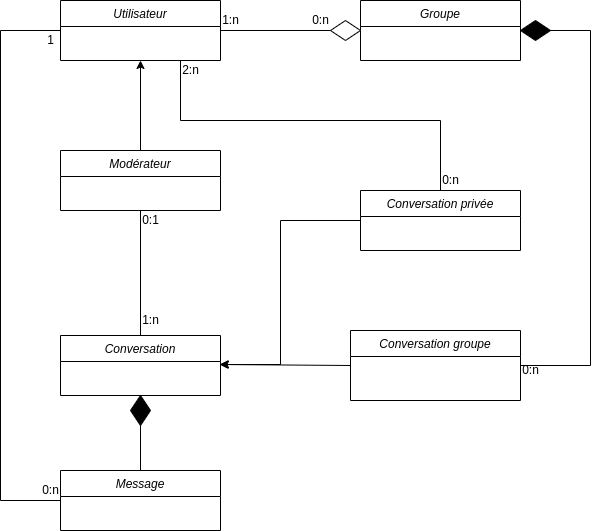 Utilisateur
1:n
0:n
Groupe
1
2:n
Modérateur
0:n
Conversation privée
0:1
1:n
Conversation
Conversation groupe
0:n
Message
0:n